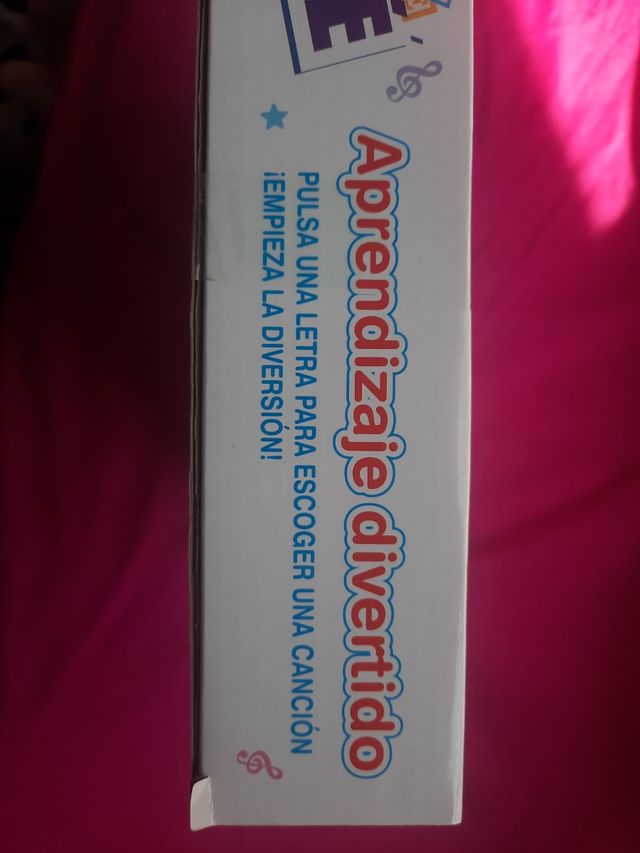 E
Aprendizaje divertido
PULSA UNA LETRA PARA ESCOGER UNA CANCIÓN
¡EMPIEZA LA DIVERSIÓN!